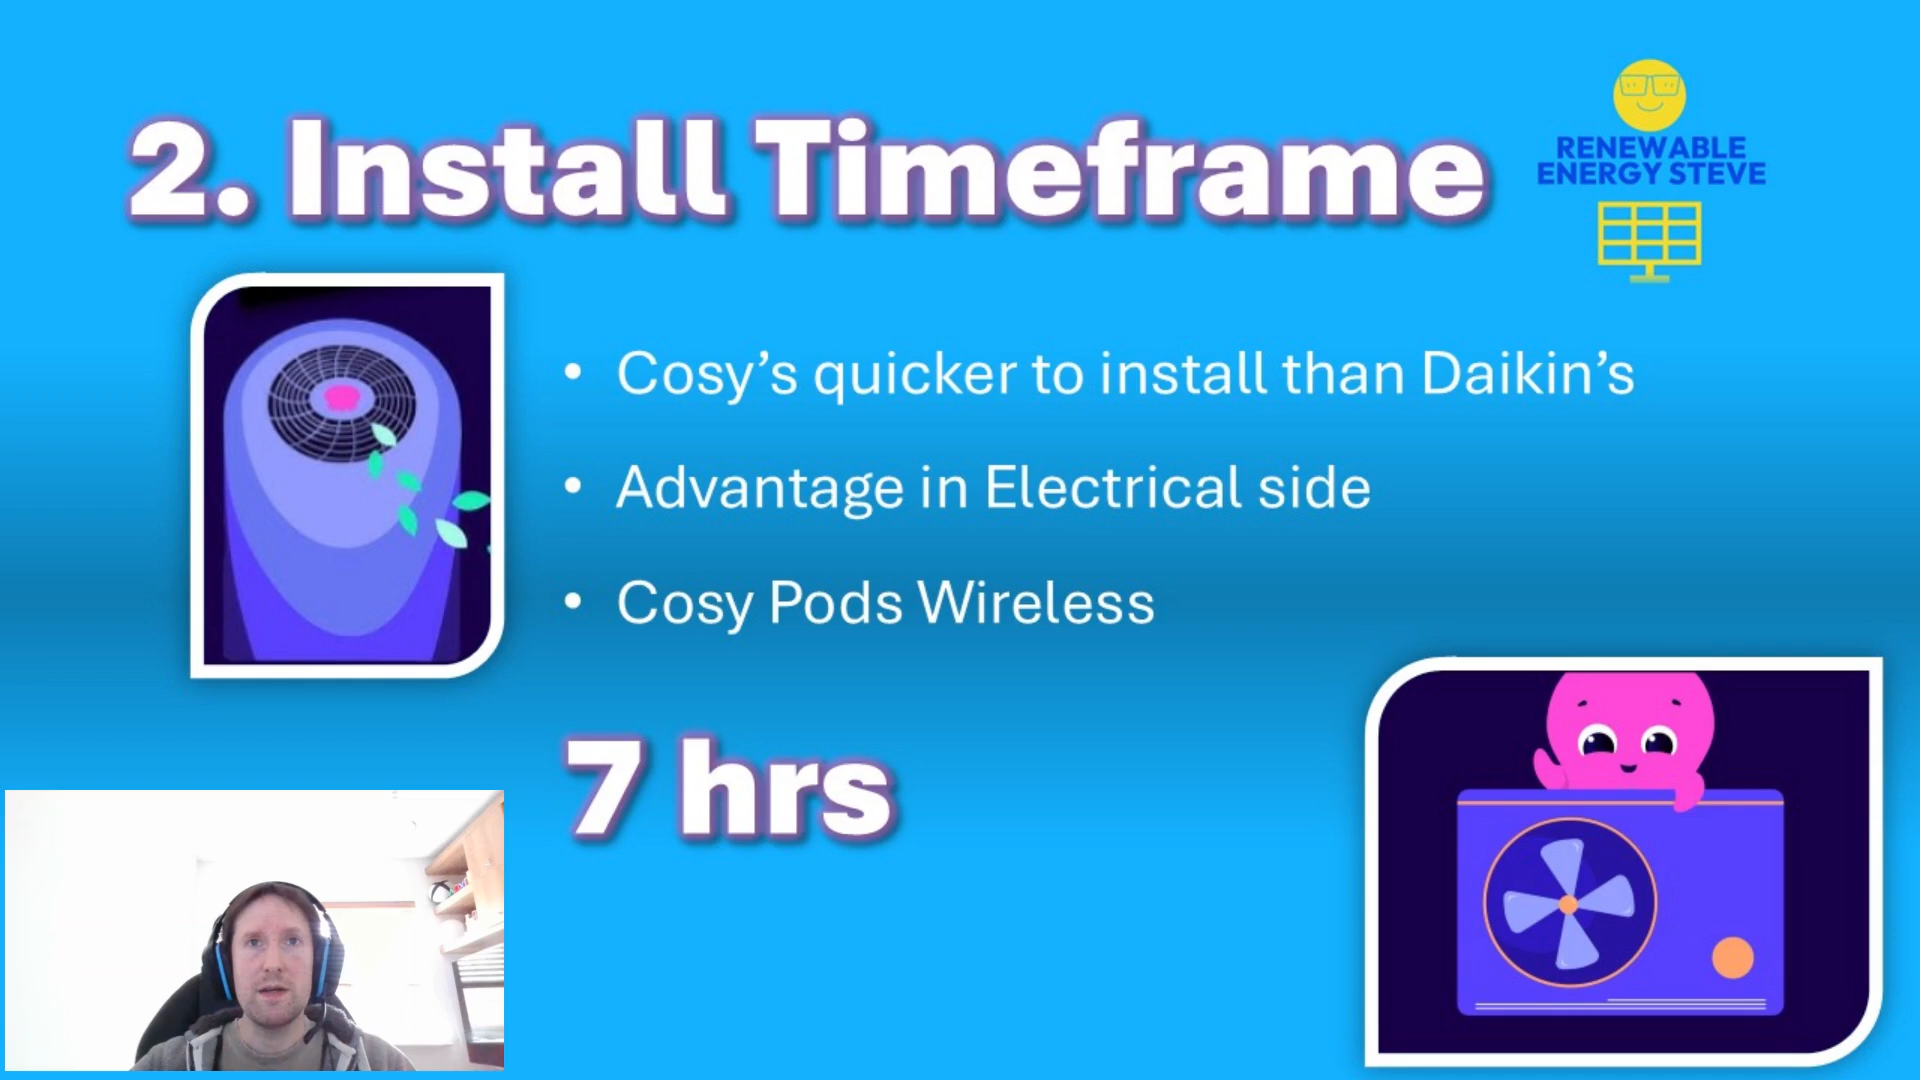 2. Install Timeframe
RENEWABLE
ENERGY STEVE
• Cosy’s quicker to install than Daikin’s
• Advantage in Electrical side
• Cosy Pods Wireless
7 hrs